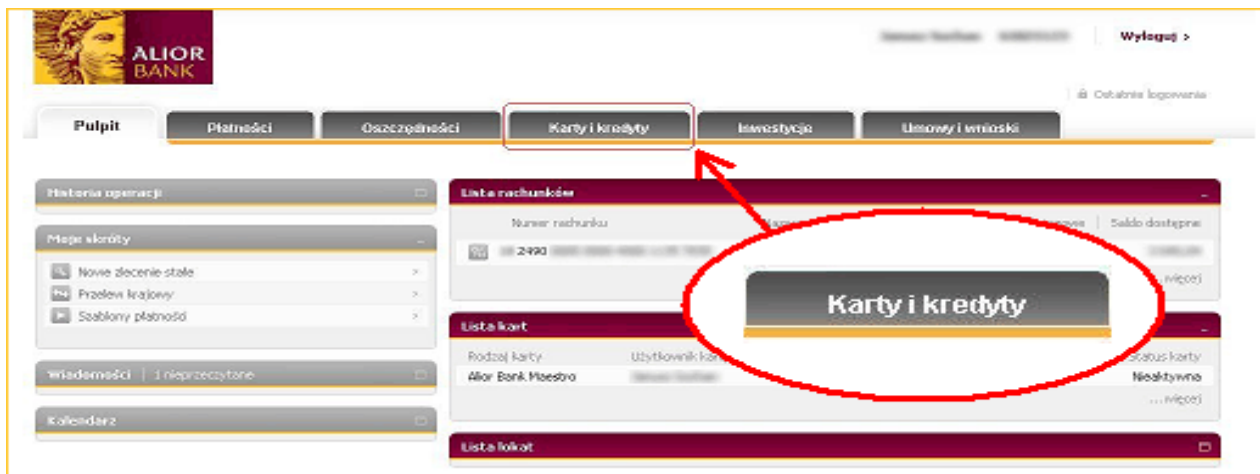 ALIOR
BANK
Wyloguj >
Ostatnie logowania
Pulpit
Płatności
Oszczędności
Karty i kredyty
Inwestycje
Umowy i wnioski
Historia operacji
Moje skróty
Nowe zlecenie stałe
Przelew krajowy
Szablony płatności
Wiadomości | 1 nieprzeczytane
Kalendarz
Lista rachunków
Numer rachunku
Saldo dostępne
2490
...więcej
Karty i kredyty
Lista kart
Rodzaj karty
Użytkownik
Status karty
Alior Bank Maestro
Nieaktywna
...więcej
Lista lokat